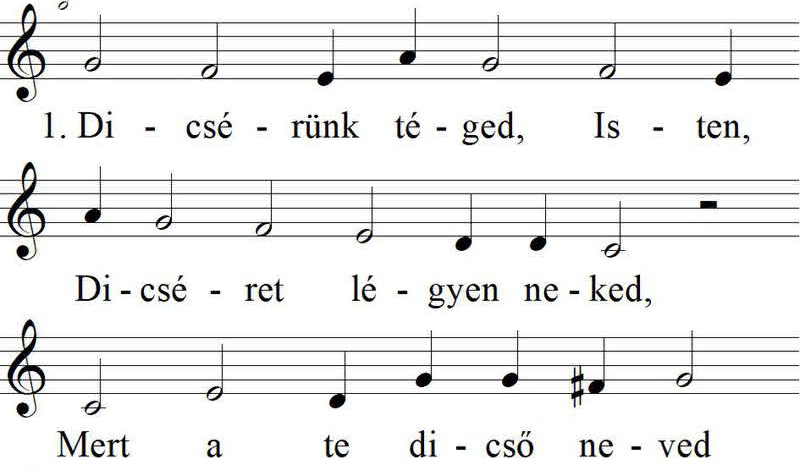 1. Di - csé - rünk té - ged, Is - ten,
Di - csé - ret lé - gyen ne - ked,
Mert a te di - cső ne - ved